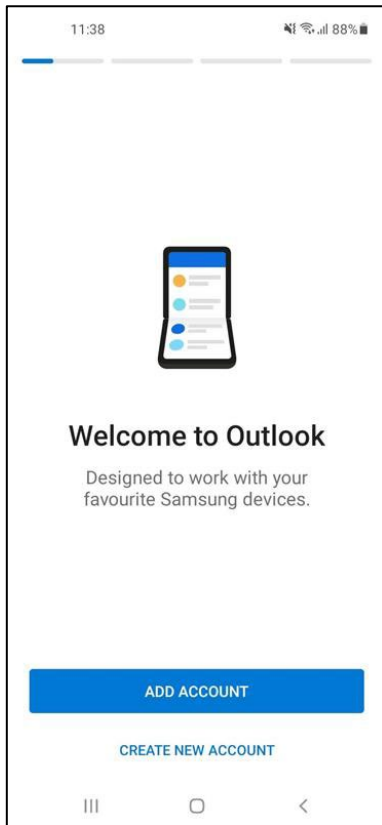 11:38 88%
Welcome to Outlook
Designed to work with your
favourite Samsung devices.
ADD ACCOUNT
CREATE NEW ACCOUNT